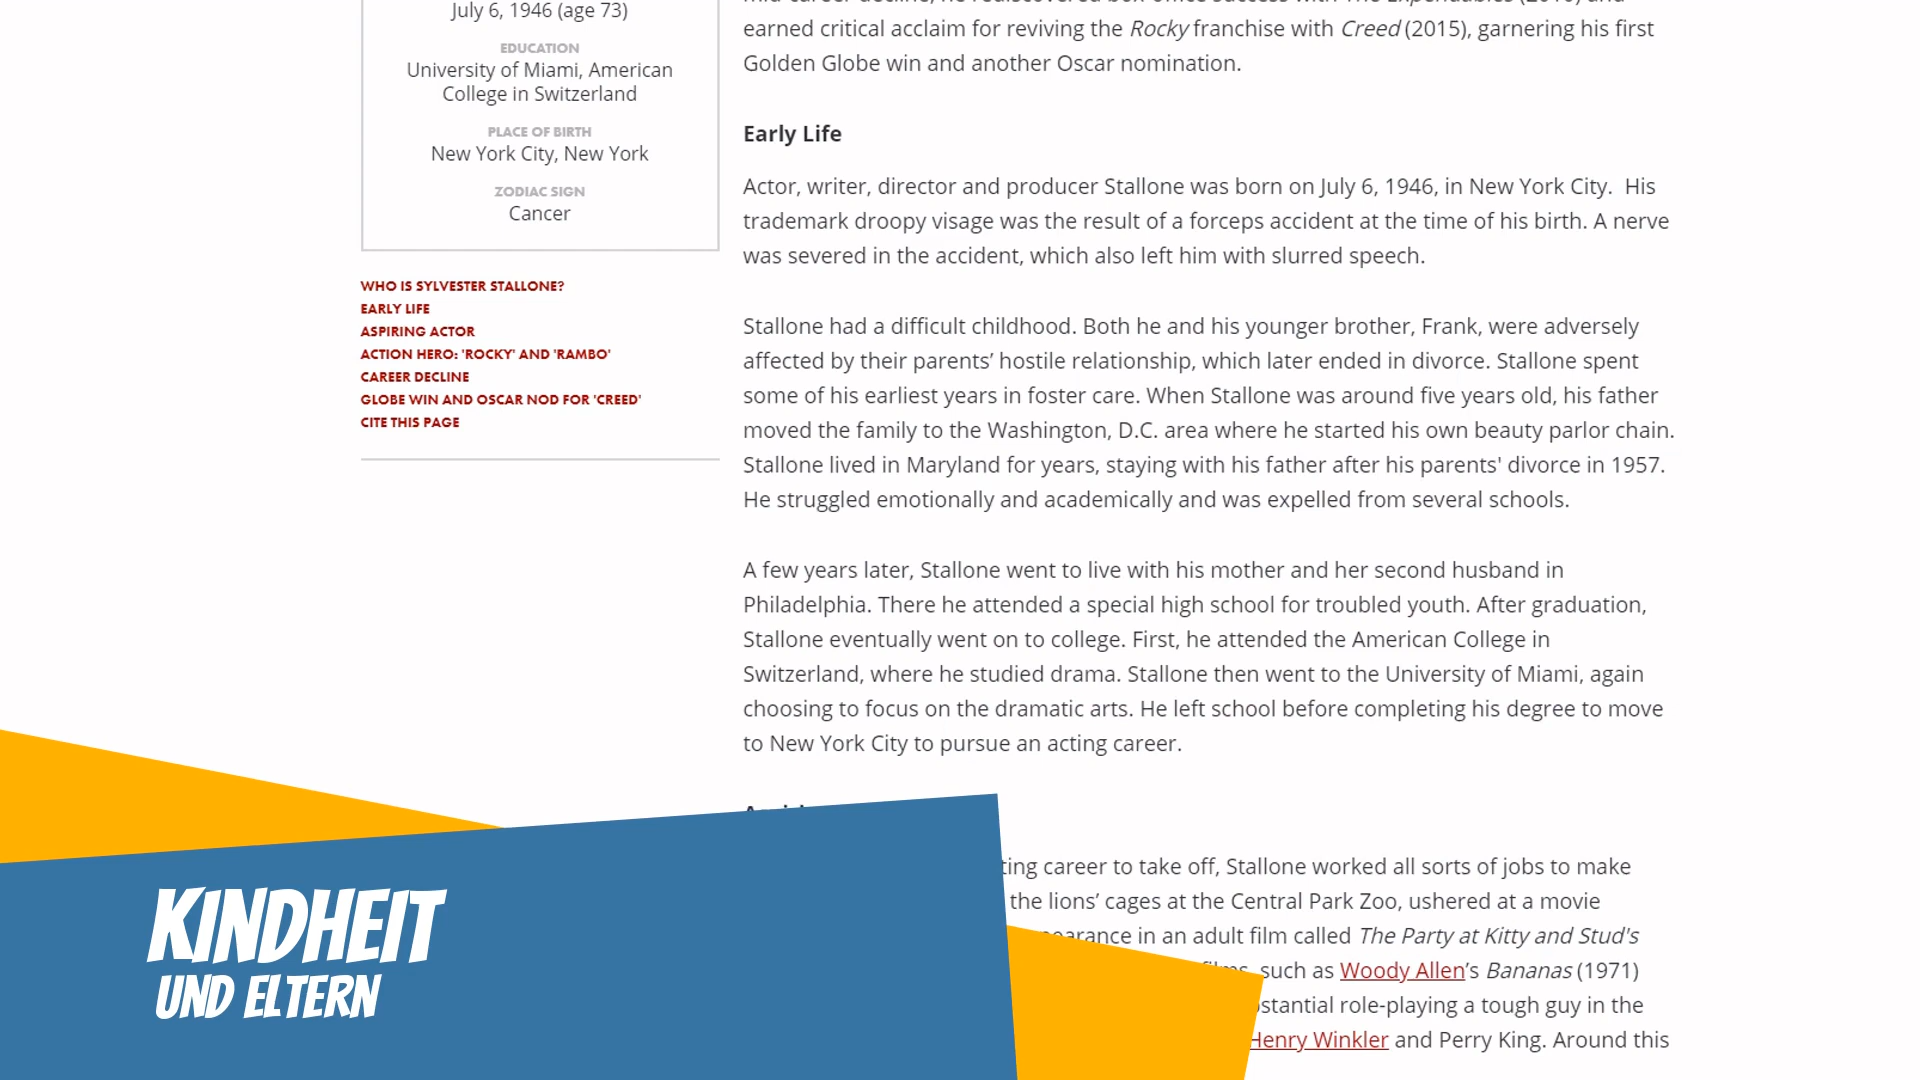 July 6, 1946 (age 73)
EDUCATION
University of Miami, American
College in Switzerland
PLACE OF BIRTH
New York City, New York
ZODIAC SIGN
Cancer
WHO IS SYLVESTER STALLONE?
EARLY LIFE
ASPIRING ACTOR
ACTION HERO: 'ROCKY' AND 'RAMBO'
CAREER DECLINE
GLOBE WIN AND OSCAR NOD FOR 'CREED'
CITE THIS PAGE
earned critical acclaim for reviving the Rocky franchise with Creed (2015), garnering his first
Golden Globe win and another Oscar nomination.
Early Life
Actor, writer, director and producer Stallone was born on July 6, 1946, in New York City.  His
trademark droopy visage was the result of a forceps accident at the time of his birth. A nerve
was severed in the accident, which also left him with slurred speech.
Stallone had a difficult childhood. Both he and his younger brother, Frank, were adversely
affected by their parents’ hostile relationship, which later ended in divorce. Stallone spent
some of his earliest years in foster care. When Stallone was around five years old, his father
moved the family to the Washington, D.C. area where he started his own beauty parlor chain.
Stallone lived in Maryland for years, staying with his father after his parents' divorce in 1957.
He struggled emotionally and academically and was expelled from several schools.
A few years later, Stallone went to live with his mother and her second husband in
Philadelphia. There he attended a special high school for troubled youth. After graduation,
Stallone eventually went on to college. First, he attended the American College in
Switzerland, where he studied drama. Stallone then went to the University of Miami, again
choosing to focus on the dramatic arts. He left school before completing his degree to move
to New York City to pursue an acting career.
career to take off, Stallone worked all sorts of jobs to make
the lions’ cages at the Central Park Zoo, ushered at a movie
in an adult film called The Party at Kitty and Stud's
such as Woody Allen’s Bananas (1971)
role-playing a tough guy in the
Henry Winkler and Perry King. Around this
KINDHEIT
UND ELTERN